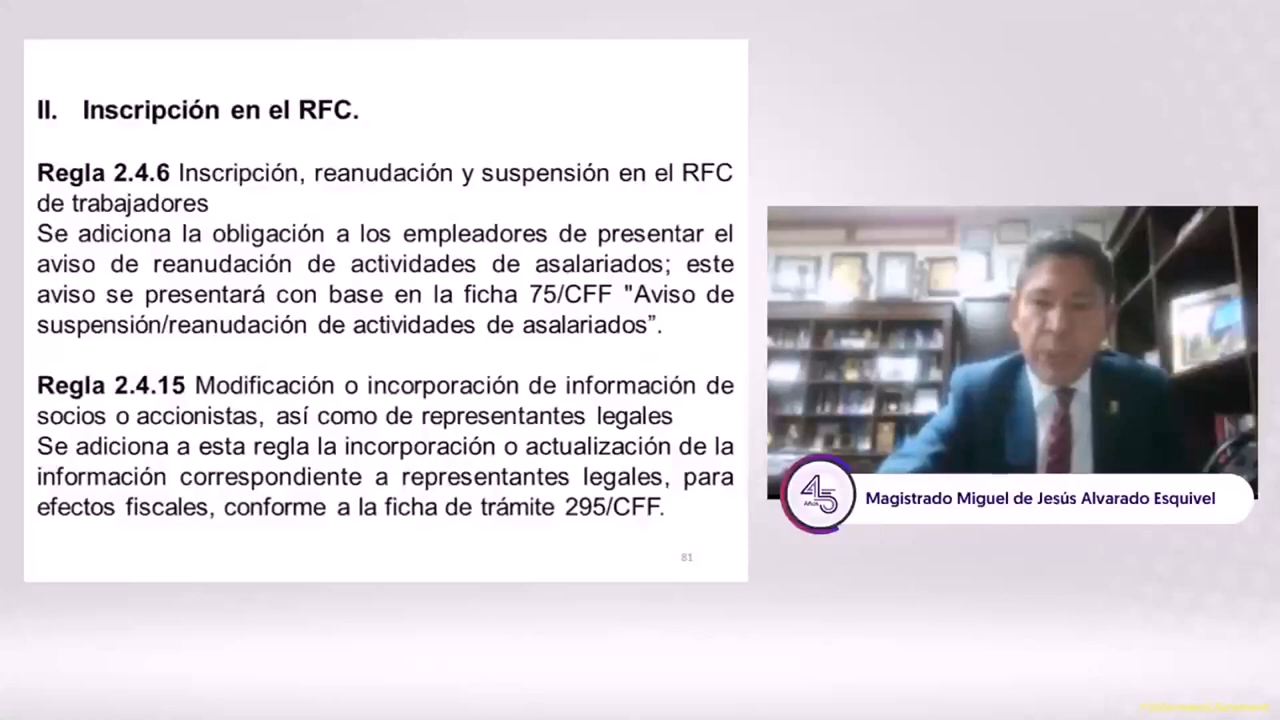 II. Inscripción en el RFC.
Regla 2.4.6 Inscripción, reanudación y suspensión en el RFC
de trabajadores
Se adiciona la obligación a los empleadores de presentar el
aviso de reanudación de actividades de asalariados; este
aviso se presentará con base en la ficha 75/CFF "Aviso de
suspensión/reanudación de actividades de asalariados”.
Regla 2.4.15 Modificación o incorporación de información de
socios o accionistas, así como de representantes legales
Se adiciona a esta regla la incorporación o actualización de la
información correspondiente a representantes legales, para
efectos fiscales, conforme a la ficha de trámite 295/CFF.
81
45
Años
Magistrado Miguel de Jesús Alvarado Esquivel